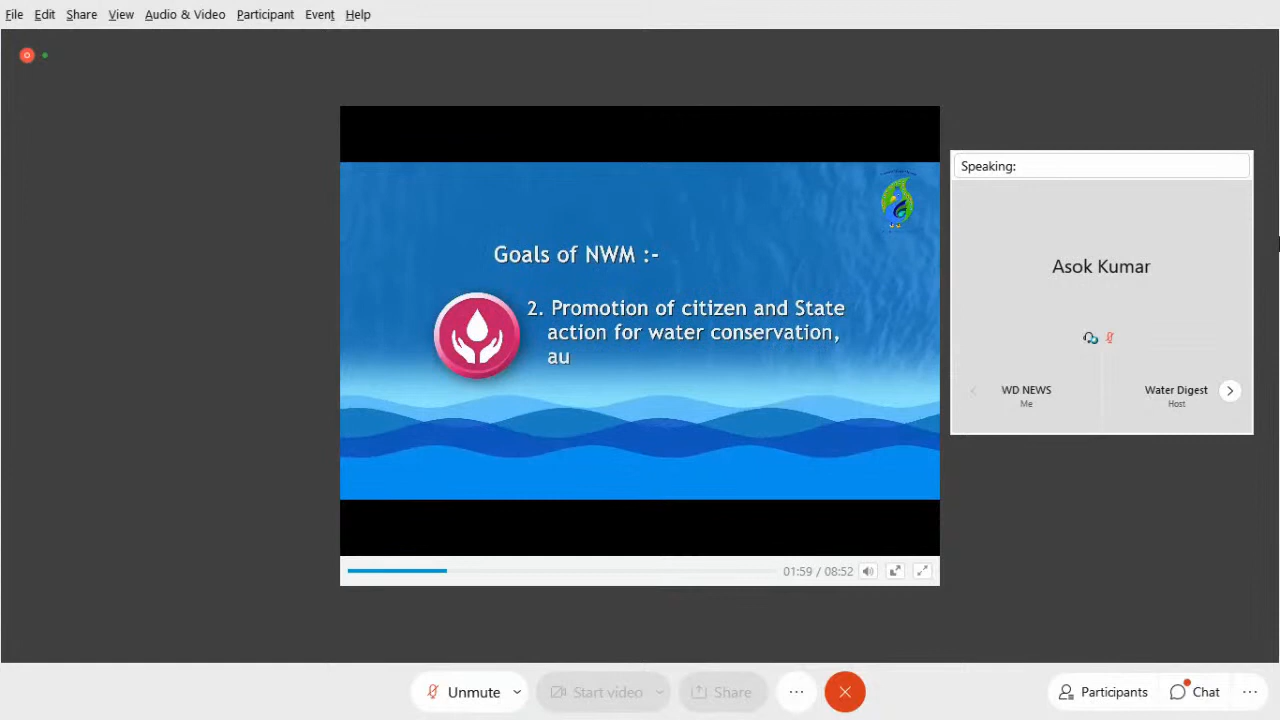 File Edit Share View Audio & Video Participant Event Help
Speaking:
Goals of NWM :-
Asok Kumar
2. Promotion of citizen and State
action for water conservation,
au
WD NEWS
Me
Water Digest
Host
01:59 / 08:52
Unmute
Start video
Share
Participants
Chat